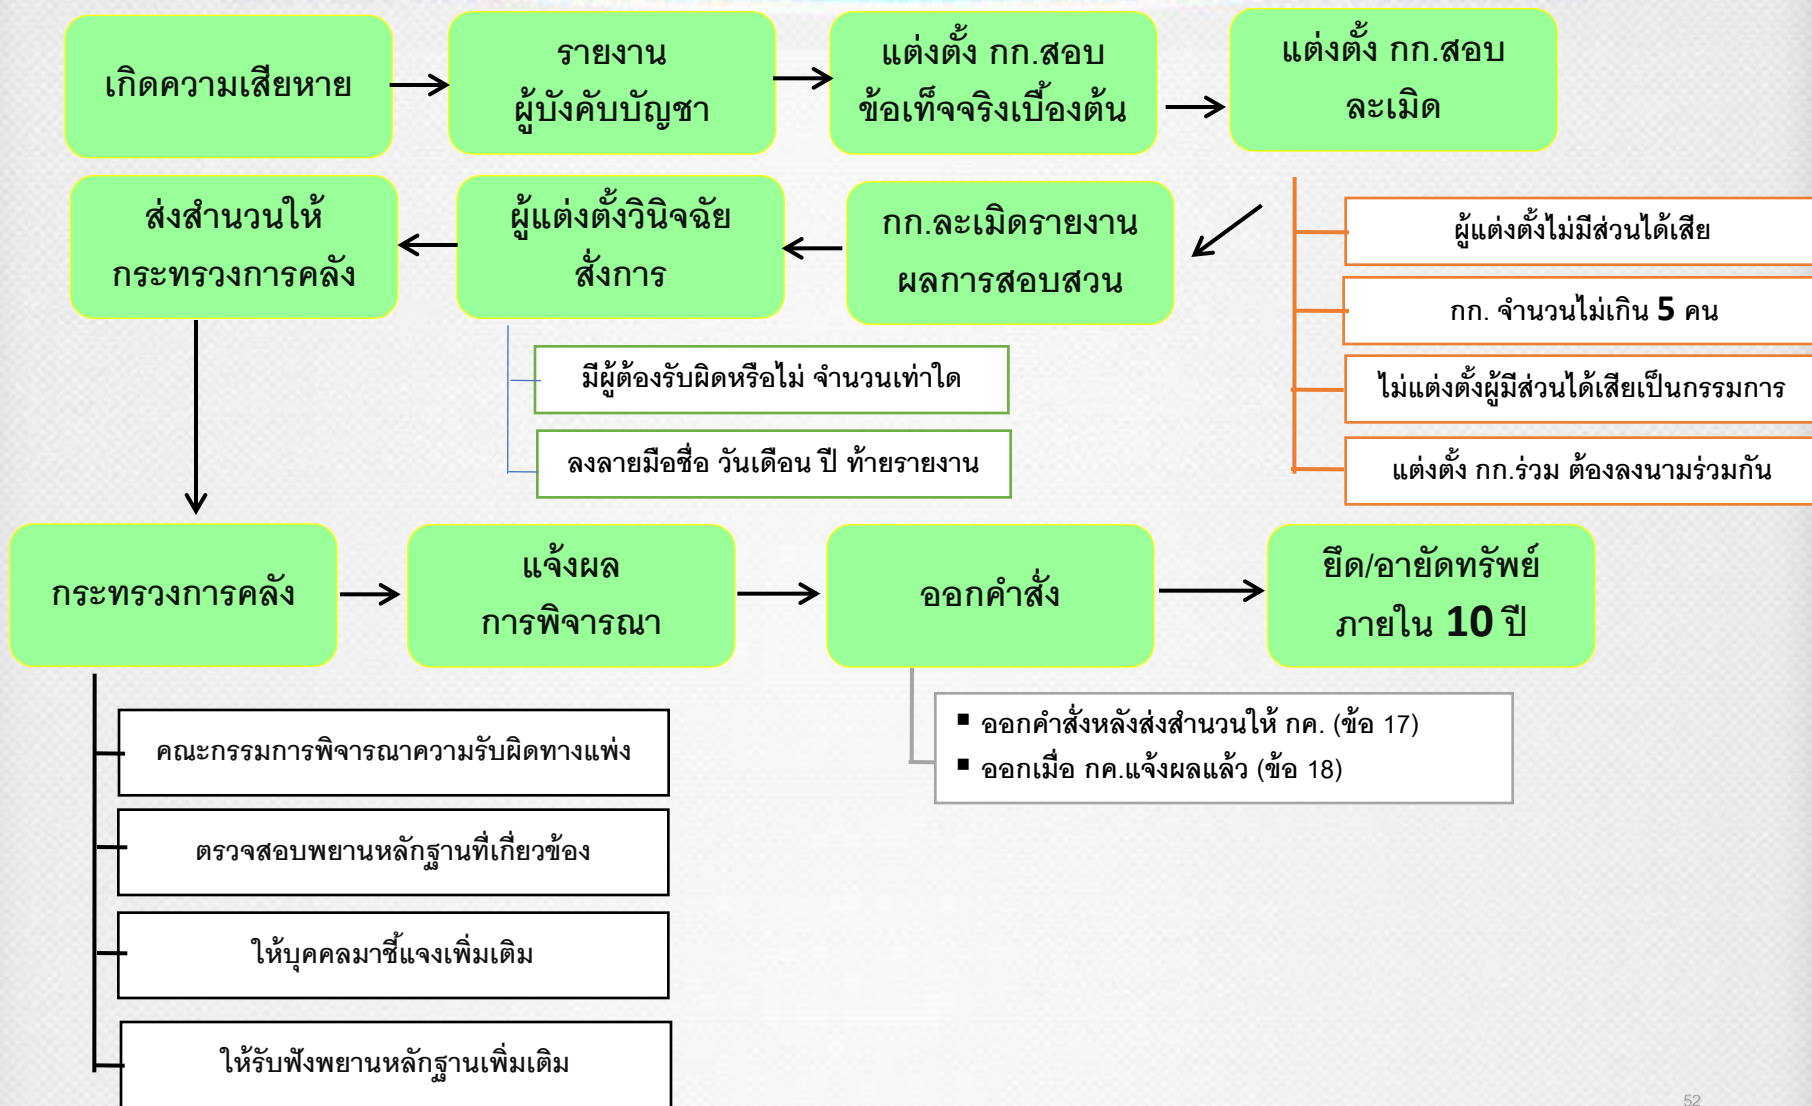 เกิดความเสียหาย
รายงาน
ผู้บังคับบัญชา
แต่งตั้ง กก.สอบ
ข้อเท็จจริงเบื้องต้น
แต่งตั้ง กก.สอบ
ละเมิด
ส่งสำนวนให้
กระทรวงการคลัง
ผู้แต่งตั้งวินิจฉัย
สั่งการ
กก.ละเมิดรายงาน
ผลการสอบสวน
ผู้แต่งตั้งไม่มีส่วนได้เสีย
กก. จำนวนไม่เกิน 5 คน
ไม่แต่งตั้งผู้มีส่วนได้เสียเป็นกรรมการ
แต่งตั้ง กก.ร่วม ต้องลงนามร่วมกัน
มีผู้ต้องรับผิดหรือไม่ จำนวนเท่าใด
ลงลายมือชื่อ วันเดือน ปี ท้ายรายงาน
กระทรวงการคลัง
แจ้งผล
การพิจารณา
ออกคำสั่ง
ยึด/อายัดทรัพย์
ภายใน 10 ปี
คณะกรรมการพิจารณาความรับผิดทางแพ่ง
ตรวจสอบพยานหลักฐานที่เกี่ยวข้อง
ให้บุคคลมาชี้แจงเพิ่มเติม
ให้รับฟังพยานหลักฐานเพิ่มเติม
▪ ออกคำสั่งหลังส่งสำนวนให้ กค. (ข้อ 17)
▪ ออกเมื่อ กค.แจ้งผลแล้ว (ข้อ 18)
52